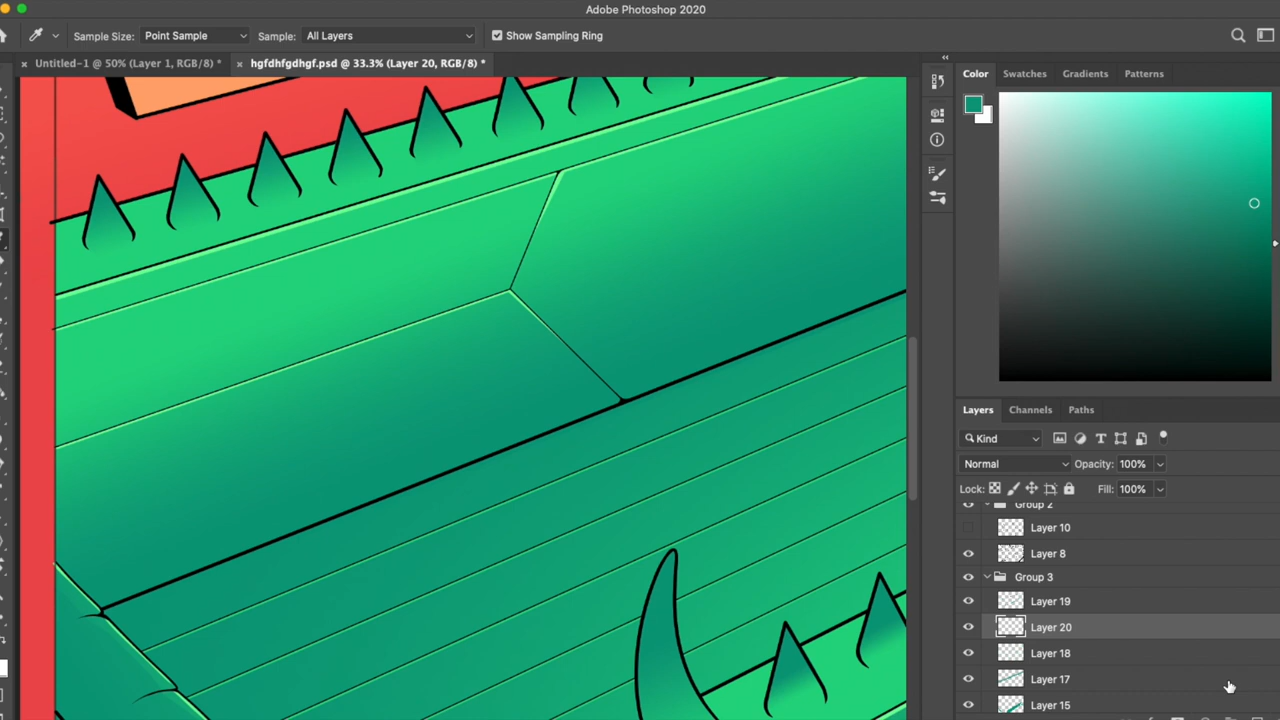 Adobe Photoshop 2020
Sample Size: Point Sample Sample: All Layers Show Sampling Ring
Untitled-1 @ 50% (Layer 1, RGB/8) * hgfdhfgdhgf.psd @ 33.3% (Layer 20, RGB/8) *
Color Swatches Gradients Patterns
Layers Channels Paths
Kind
Normal Opacity: 100%
Lock: Fill: 100%
Group 2
Layer 10
Layer 8
Group 3
Layer 19
Layer 20
Layer 18
Layer 17
Layer 15